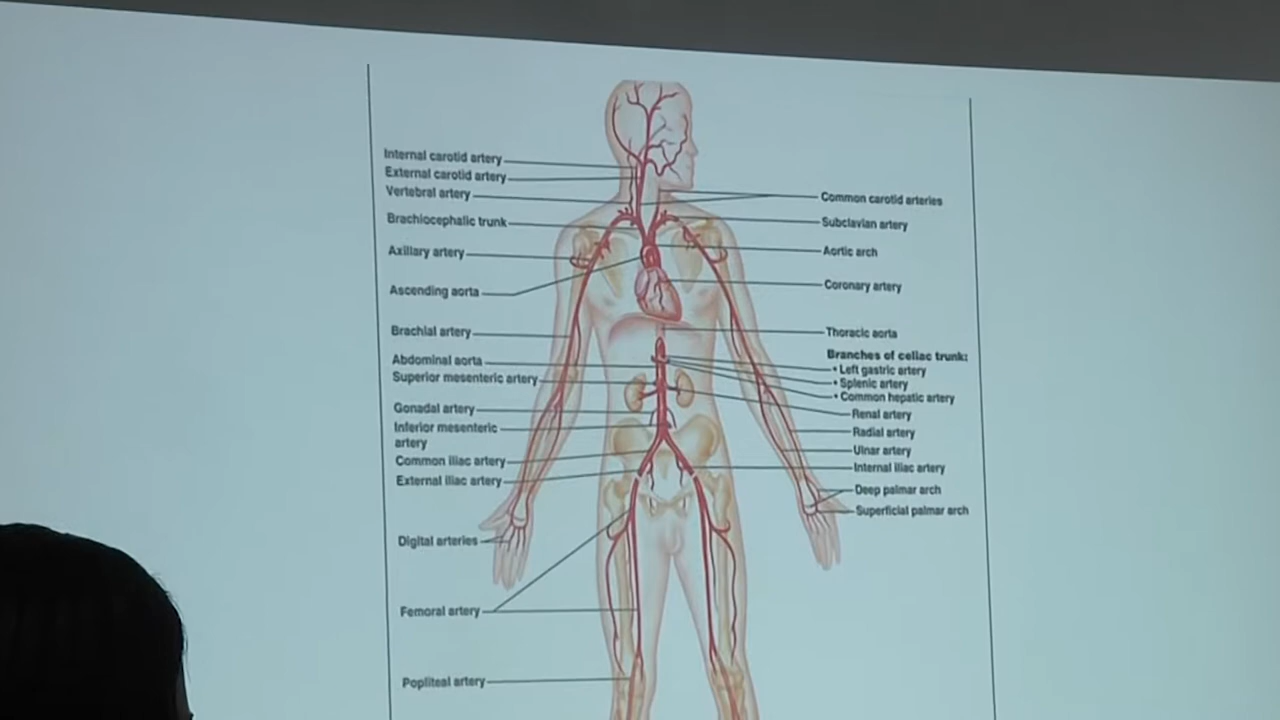 Internal carotid artery
External carotid artery
Vertebral artery
Brachiocephalic trunk
Axillary artery
Ascending aorta
Brachial artery
Abdominal aorta
Superior mesenteric artery
Gonadal artery
Inferior mesenteric
artery
Common iliac artery
External iliac artery
Digital arteries
Femoral artery
Popliteal artery
Common carotid arteries
Subclavian artery
Aortic arch
Coronary artery
Thoracic aorta
Branches of celiac trunk:
• Left gastric artery
• Splenic artery
• Common hepatic artery
Renal artery
Radial artery
Ulnar artery
Internal iliac artery
Deep palmar arch
Superficial palmar arch